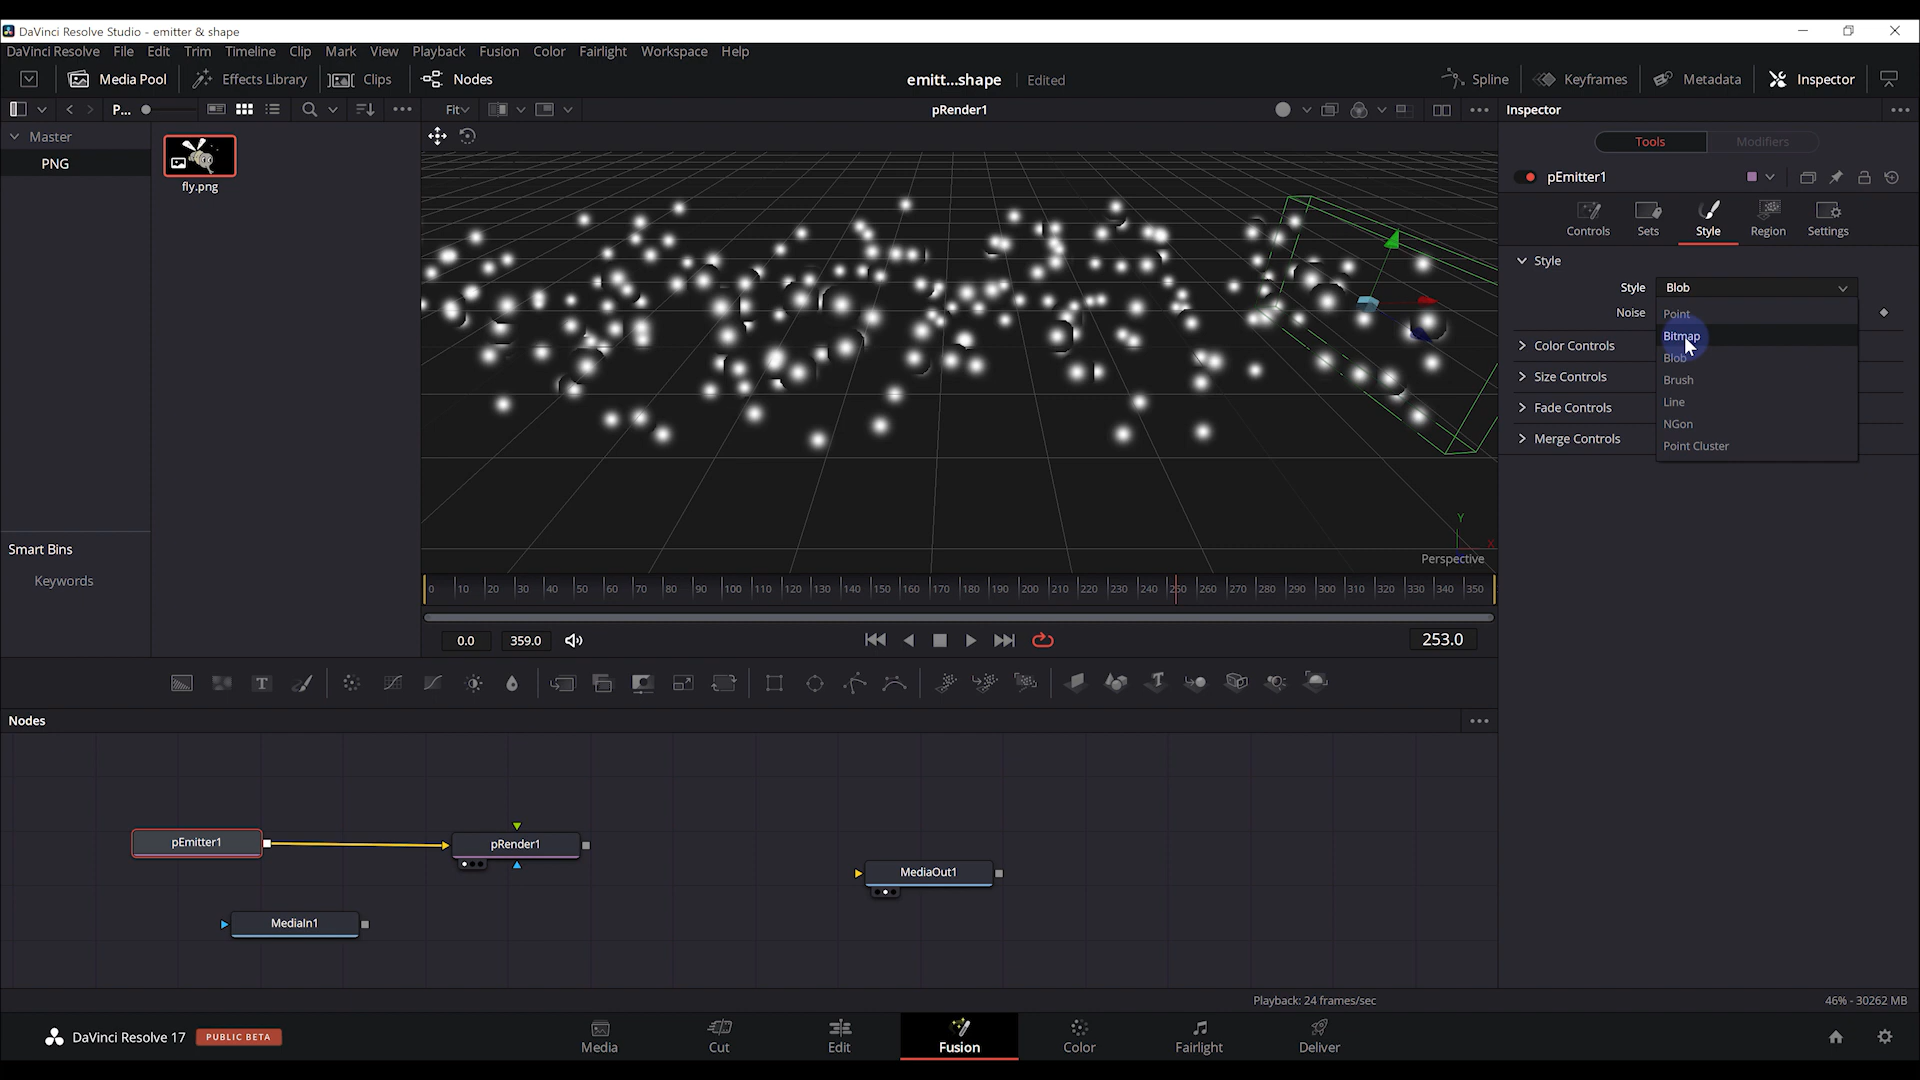 DaVinci Resolve Studio - emitter & shape
DaVinci Resolve File Edit Trim Timeline Clip Mark View Playback Fusion Color Fairlight Workspace Help
Media Pool Effects Library Clips Nodes emitt...shape Edited Spline Keyframes Metadata Inspector
P... Fit pRender1 Inspector
Master
Tools Modifiers
PNG
fly.png
pEmitter1
Controls Sets Style Region Settings
Style
Style Blob
Noise
Point
Bitmap
Color Controls
Blob
Size Controls
Brush
Line
Fade Controls
NGon
Merge Controls
Point Cluster
Y
X
Smart Bins
Perspective
Keywords
0 10 20 30 40 50 60 70 80 90 100 110 120 130 140 150 160 170 180 190 200 210 220 230 240 250 260 270 280 290 300 310 320 330 340 350
0.0 359.0 253.0
T T
Nodes
pEmitter1
pRender1
MediaOut1
MediaIn1
Playback: 24 frames/sec 46% - 30262 MB
DaVinci Resolve 17 PUBLIC BETA
Media Cut Edit Fusion Color Fairlight Deliver